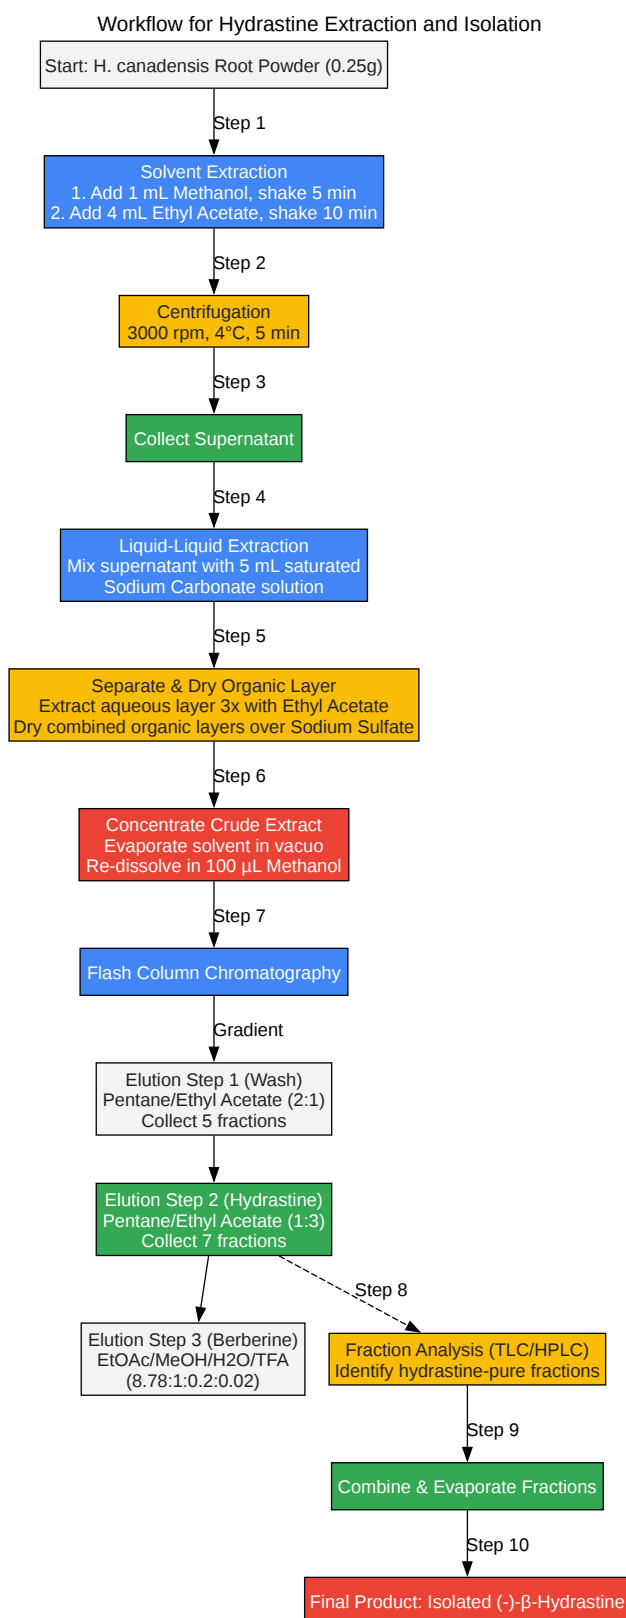 Workflow for Hydrastine Extraction and Isolation
Start: H. canadensis Root Powder (0.25g)
Step 1
Solvent Extraction
1. Add 1 mL Methanol, shake 5 min
2. Add 4 mL Ethyl Acetate, shake 10 min
Step 2
Centrifugation
3000 rpm, 4°C, 5 min
Step 3
Collect Supernatant
Step 4
Liquid-Liquid Extraction
Mix supernatant with 5 mL saturated
Sodium Carbonate solution
Step 5
Separate & Dry Organic Layer
Extract aqueous layer 3x with Ethyl Acetate
Dry combined organic layers over Sodium Sulfate
Step 6
Concentrate Crude Extract
Evaporate solvent in vacuo
Re-dissolve in 100 µL Methanol
Step 7
Flash Column Chromatography
Gradient
Elution Step 1 (Wash)
Pentane/Ethyl Acetate (2:1)
Collect 5 fractions
Elution Step 2 (Hydrastine)
Pentane/Ethyl Acetate (1:3)
Collect 7 fractions
Step 8
Elution Step 3 (Berberine)
EtOAc/MeOH/H2O/TFA
(8.78:1:0.2:0.02)
Fraction Analysis (TLC/HPLC)
Identify hydrastine-pure fractions
Step 9
Combine & Evaporate Fractions
Step 10
Final Product: Isolated (-)-β-Hydrastine